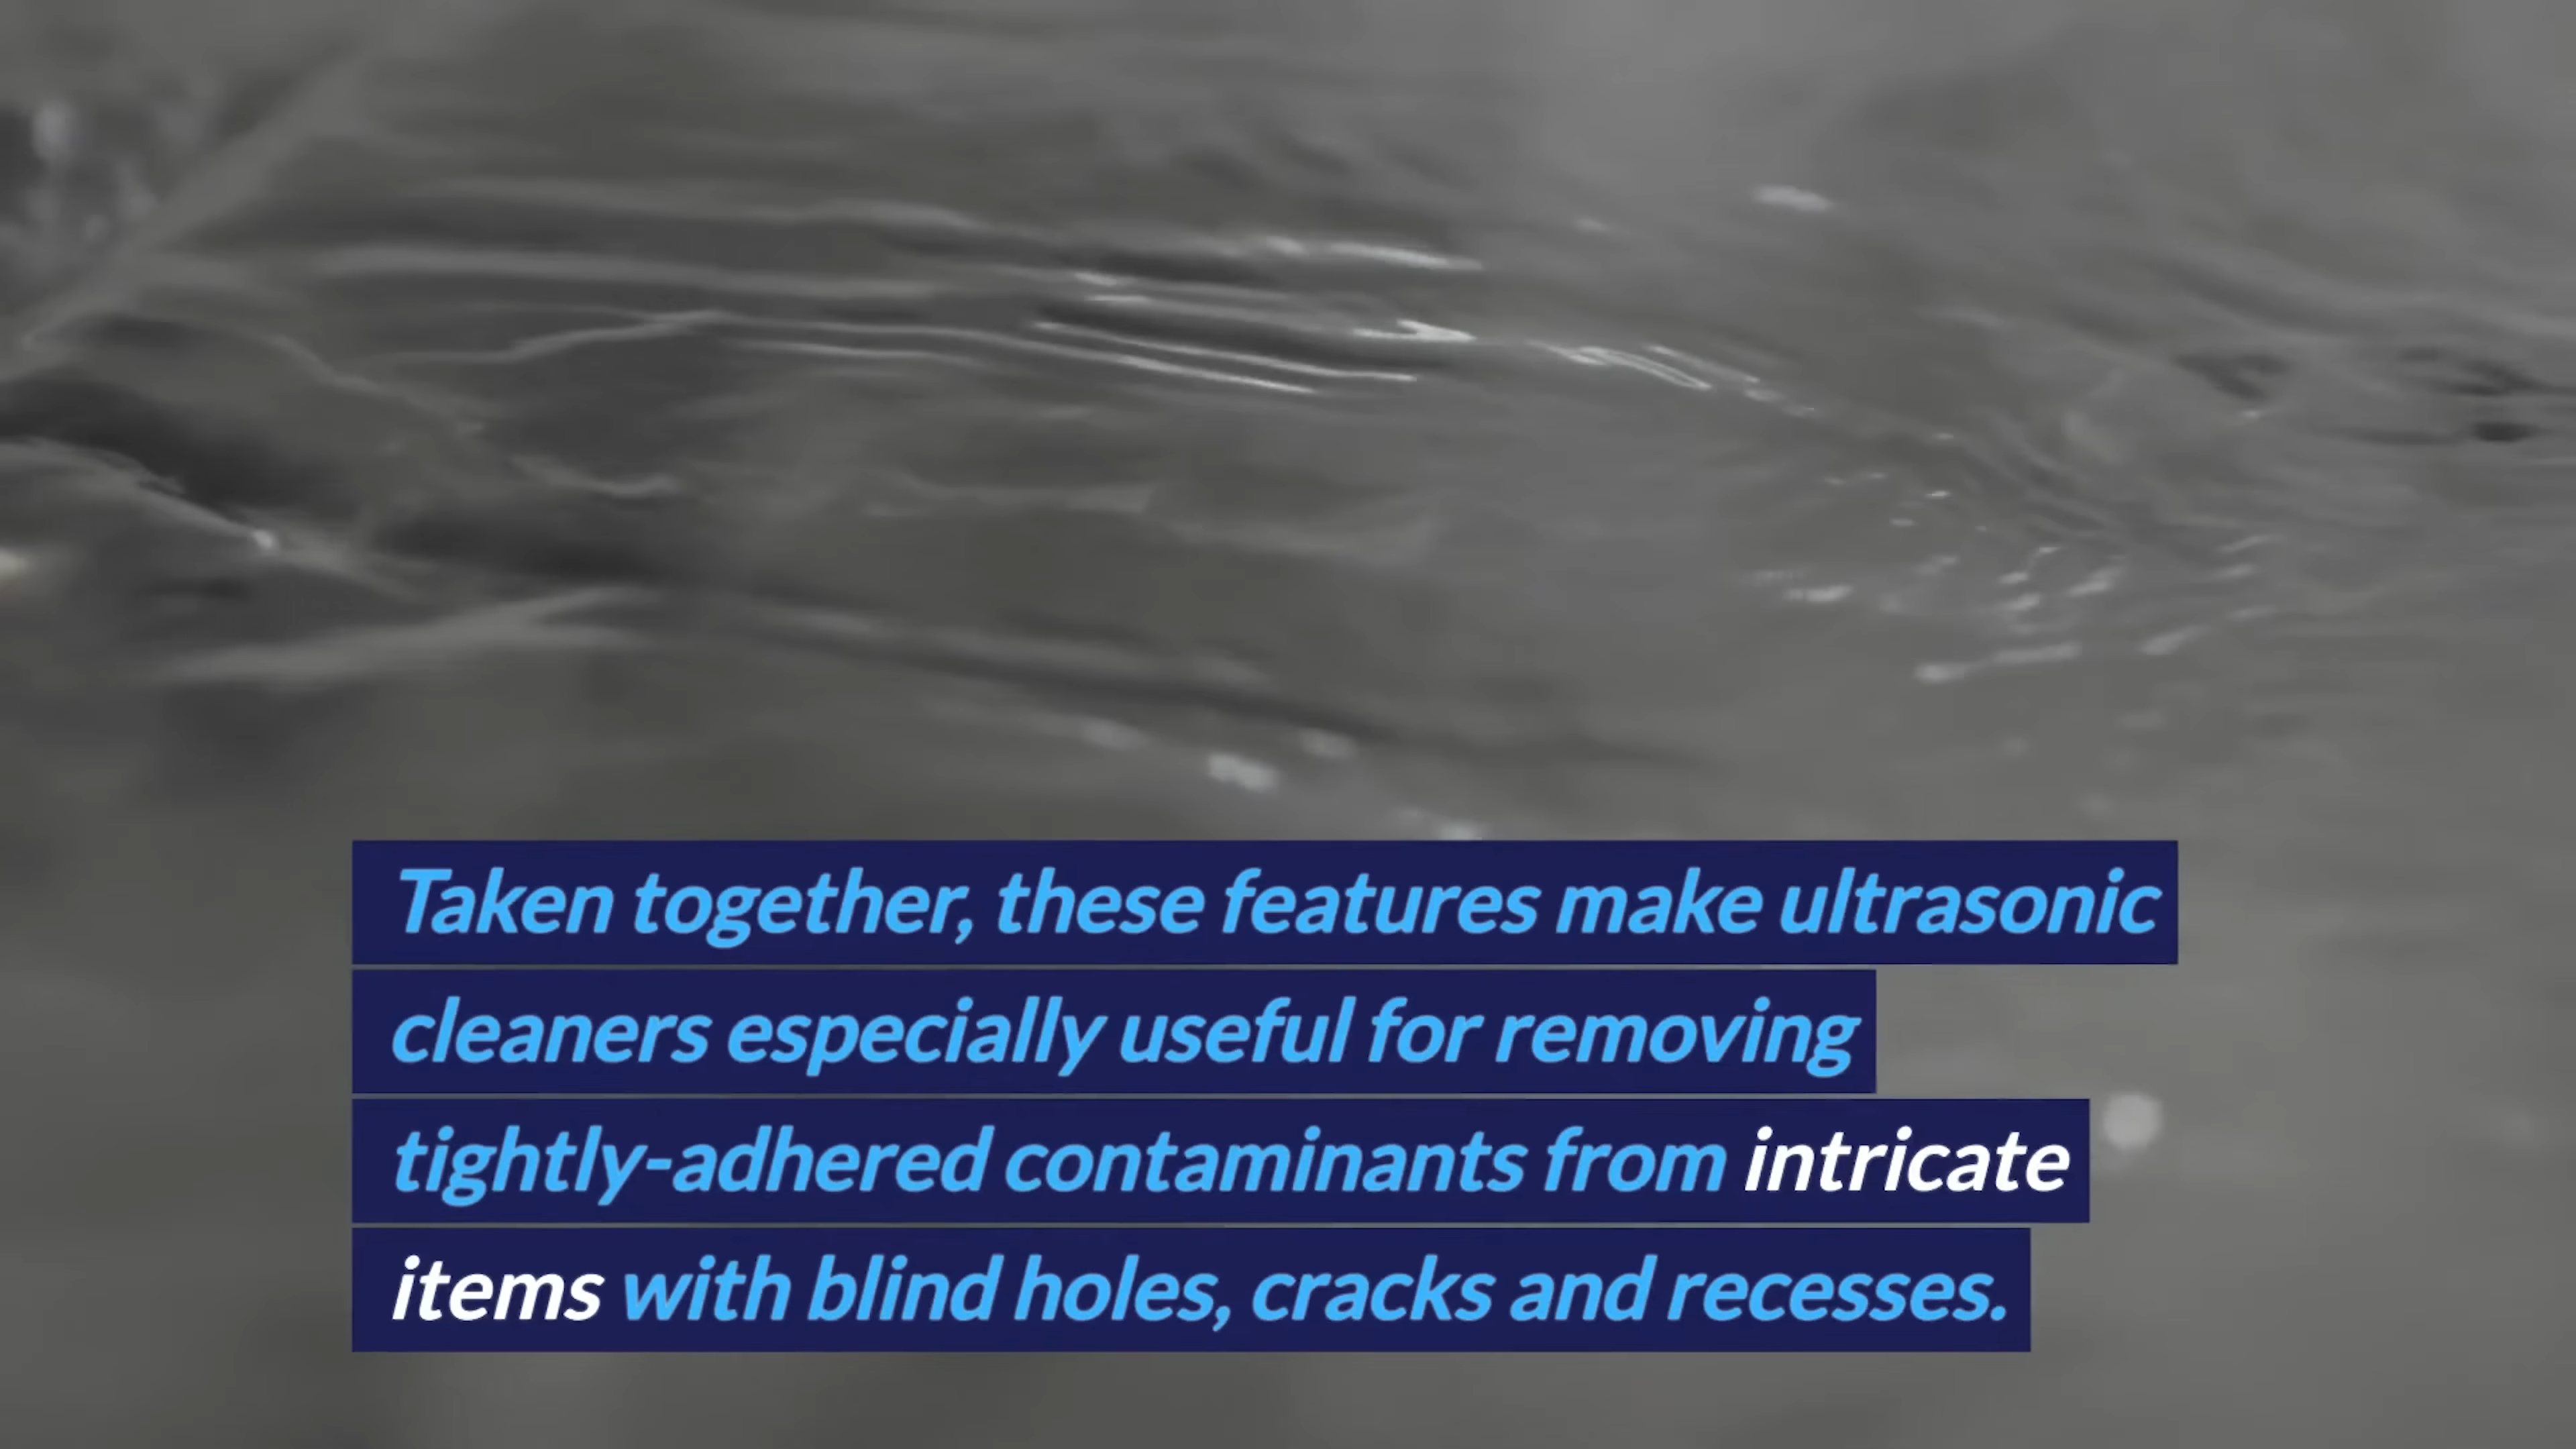 Taken together, these features make ultrasonic
cleaners especially useful for removing
tightly-adhered contaminants from intricate
items with blind holes, cracks and recesses.